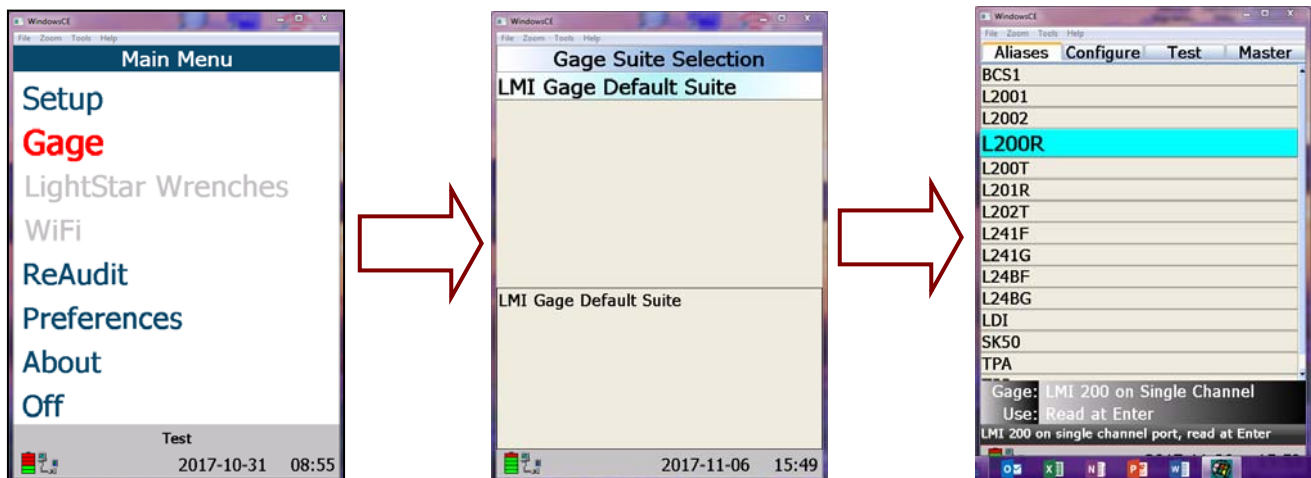 WindowsCE
File Zoom Tools Help
Main Menu
Setup
Gage
LightStar Wrenches
WiFi
ReAudit
Preferences
About
Off
Test
2017-10-31 08:55
WindowsCE
File Zoom Tools Help
Gage Suite Selection
LMI Gage Default Suite
LMI Gage Default Suite
2017-11-06 15:49
WindowsCE
File Zoom Tools Help
Aliases Configure Test Master
BCS1
L2001
L2002
L200R
L200T
L201R
L202T
L241F
L241G
L24BF
L24BG
LDI
SK50
TPA
Gage: LMI 200 on Single Channel
Use: Read at Enter
LMI 200 on single channel port, read at Enter